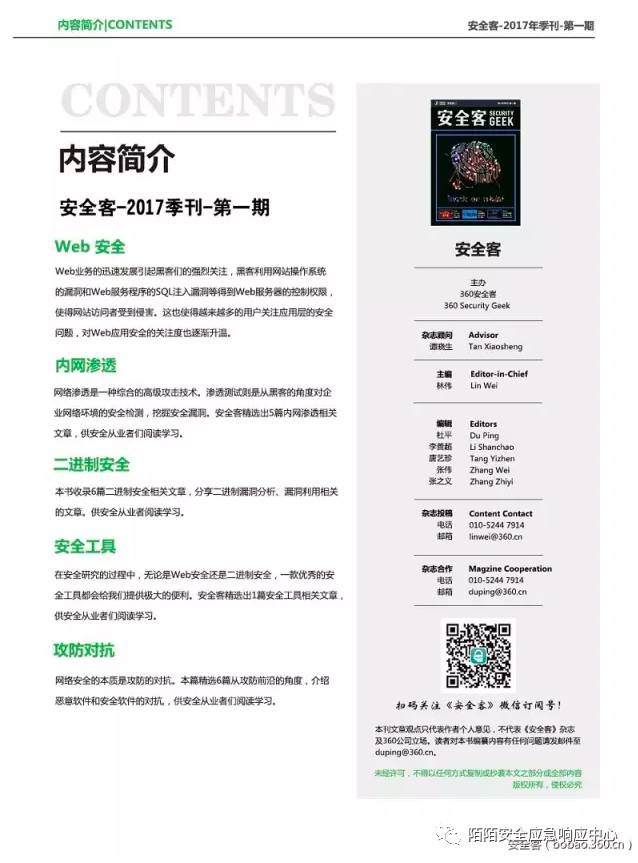 内容简介|CONTENTS
安全客-2017年季刊-第一期
CONTENTS
内容简介
安全客-2017季刊-第一期
Web 安全
Web业务的迅速发展引起黑客们的强烈关注，黑客利用网站操作系统
的漏洞和Web服务程序的SQL注入漏洞等得到Web服务器的控制权限，
使得网站访问者受到侵害。这也使得越来越多的用户关注应用层的安全
问题，对Web应用安全的关注度也逐渐升温。
内网渗透
网络渗透是一种综合的高级攻击技术。渗透测试则是从黑客的角度对企
业网络环境的安全检测，挖掘安全漏洞。安全客精选出5篇内网渗透相关
文章，供安全从业者们阅读学习。
二进制安全
本书收录6篇二进制安全相关文章，分享二进制漏洞分析、漏洞利用相关
的文章。供安全从业者阅读学习。
安全工具
在安全研究的过程中，无论是Web安全还是二进制安全，一款优秀的安
全工具都会给我们提供极大的便利。安全客精选出1篇安全工具相关文章，
供安全从业者们阅读学习。
攻防对抗
网络安全的本质是攻防的对抗。本篇精选6篇从攻防前沿的角度，介绍
恶意软件和安全软件的对抗,，供安全从业者们阅读学习。
安全客 SECURITY
GEEK
安全客
主办
360安全客
360 Security Geek
杂志顾问 Advisor
谭晓生 Tan Xiaosheng
主编 Editor-in-Chief
林伟 Lin Wei
编辑 Editors
杜平 Du Ping
李善超 Li Shanchao
唐艺珍 Tang Yizhen
张伟 Zhang Wei
张之义 Zhang Zhiyi
杂志投稿 Content Contact
电话 010-5244 7914
邮箱 linwei@360.cn
杂志合作 Magzine Cooperation
电话 010-5244 7914
邮箱 duping@360.cn
扫码关注《安全客》微信订阅号！
本刊文章观点只代表作者个人意见，不代表《安全客》杂志
及360公司立场。读者对本书编纂内容有任何问题请发邮件至
duping@360.cn。
未经许可，不得以任何方式复制或抄袭本文之部分或全部内容
版权所有，侵权必究
陌陌安全应急响应中心
安全客 ( bobao.360.cn )